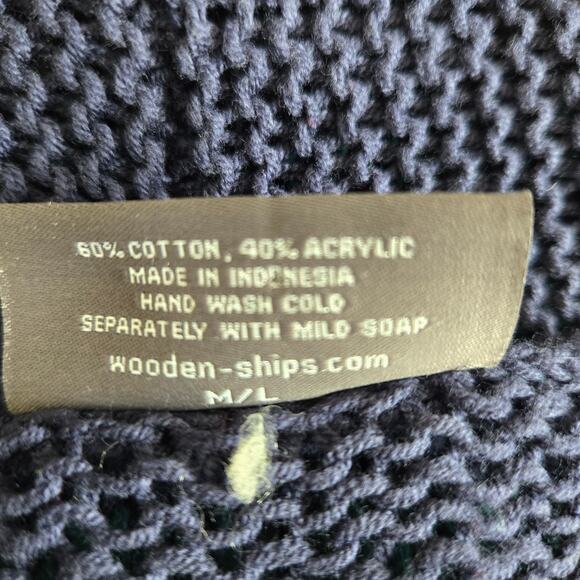 60% COTTON, 40% ACRYLIC
MADE IN INDONESIA
HAND WASH COLD
SEPARATELY WITH MILD SOAP
wooden-ships.com
M/L